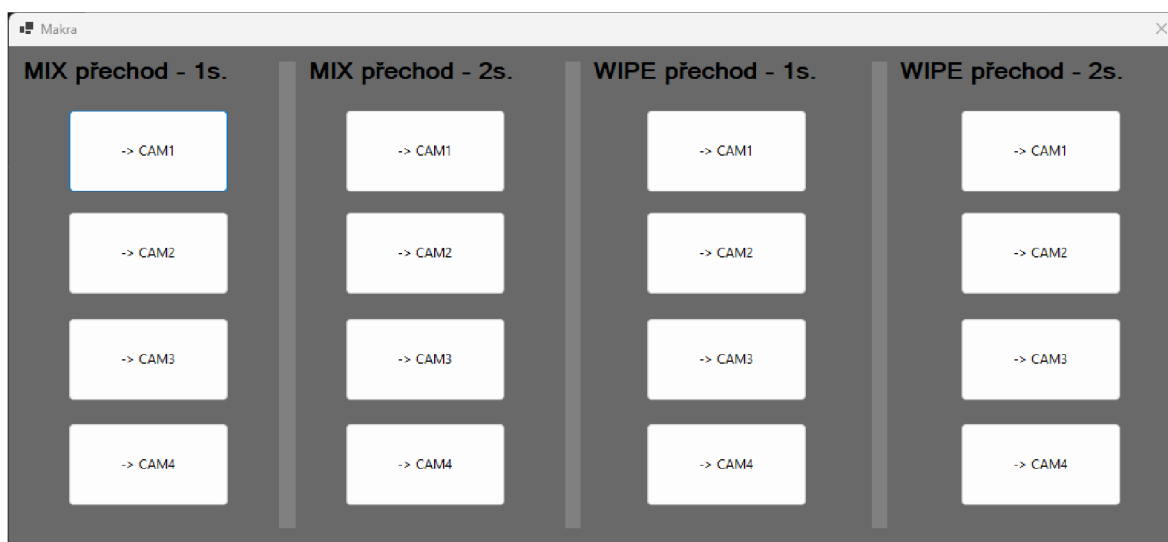 Makra
MIX přechod - 1s. MIX přechod - 2s. WIPE přechod - 1s. WIPE přechod - 2s.
-> CAM1 -> CAM1 -> CAM1 -> CAM1
-> CAM2 -> CAM2 -> CAM2 -> CAM2
-> CAM3 -> CAM3 -> CAM3 -> CAM3
-> CAM4 -> CAM4 -> CAM4 -> CAM4